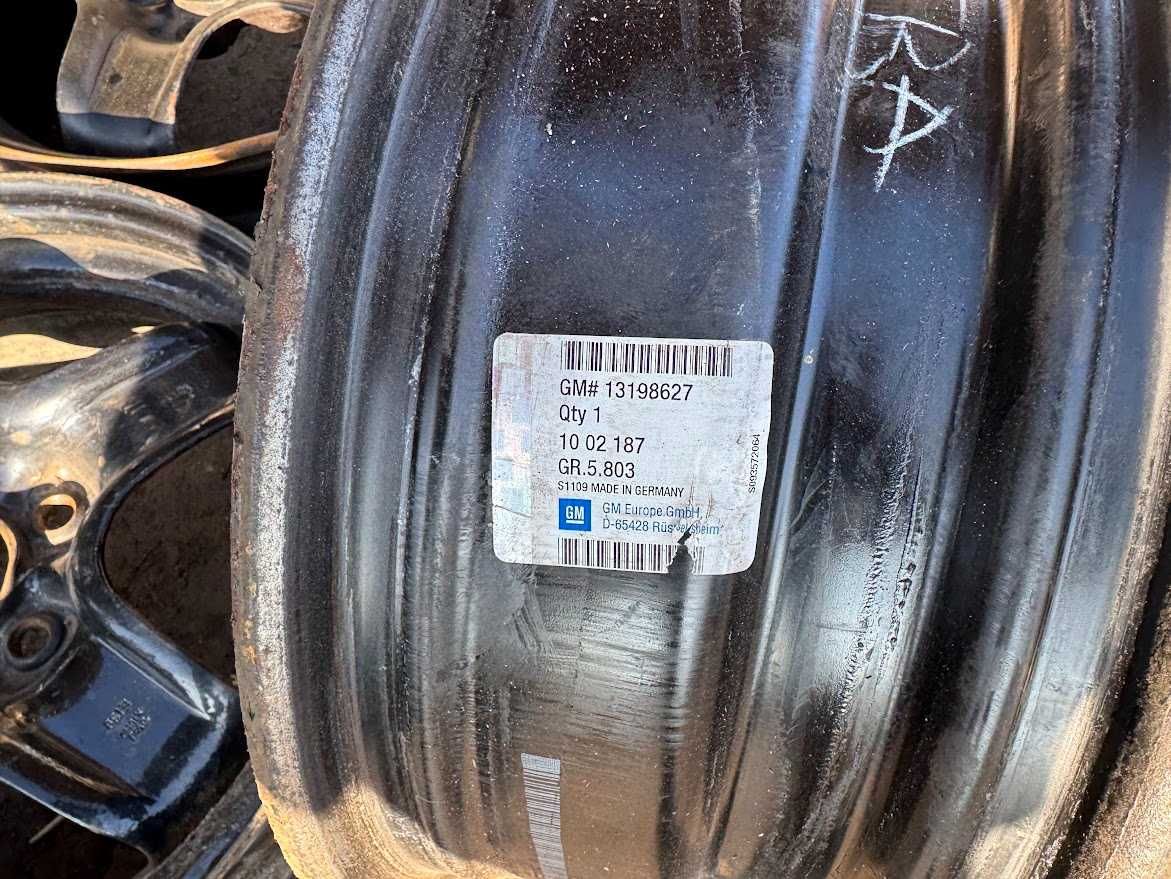 GM# 13198627
Qty 1
10 02 187
GR.5.803
S1109 MADE IN GERMANY
GM
GM Europe GmbH,
D-65428 Rüsselsheim
S093572064